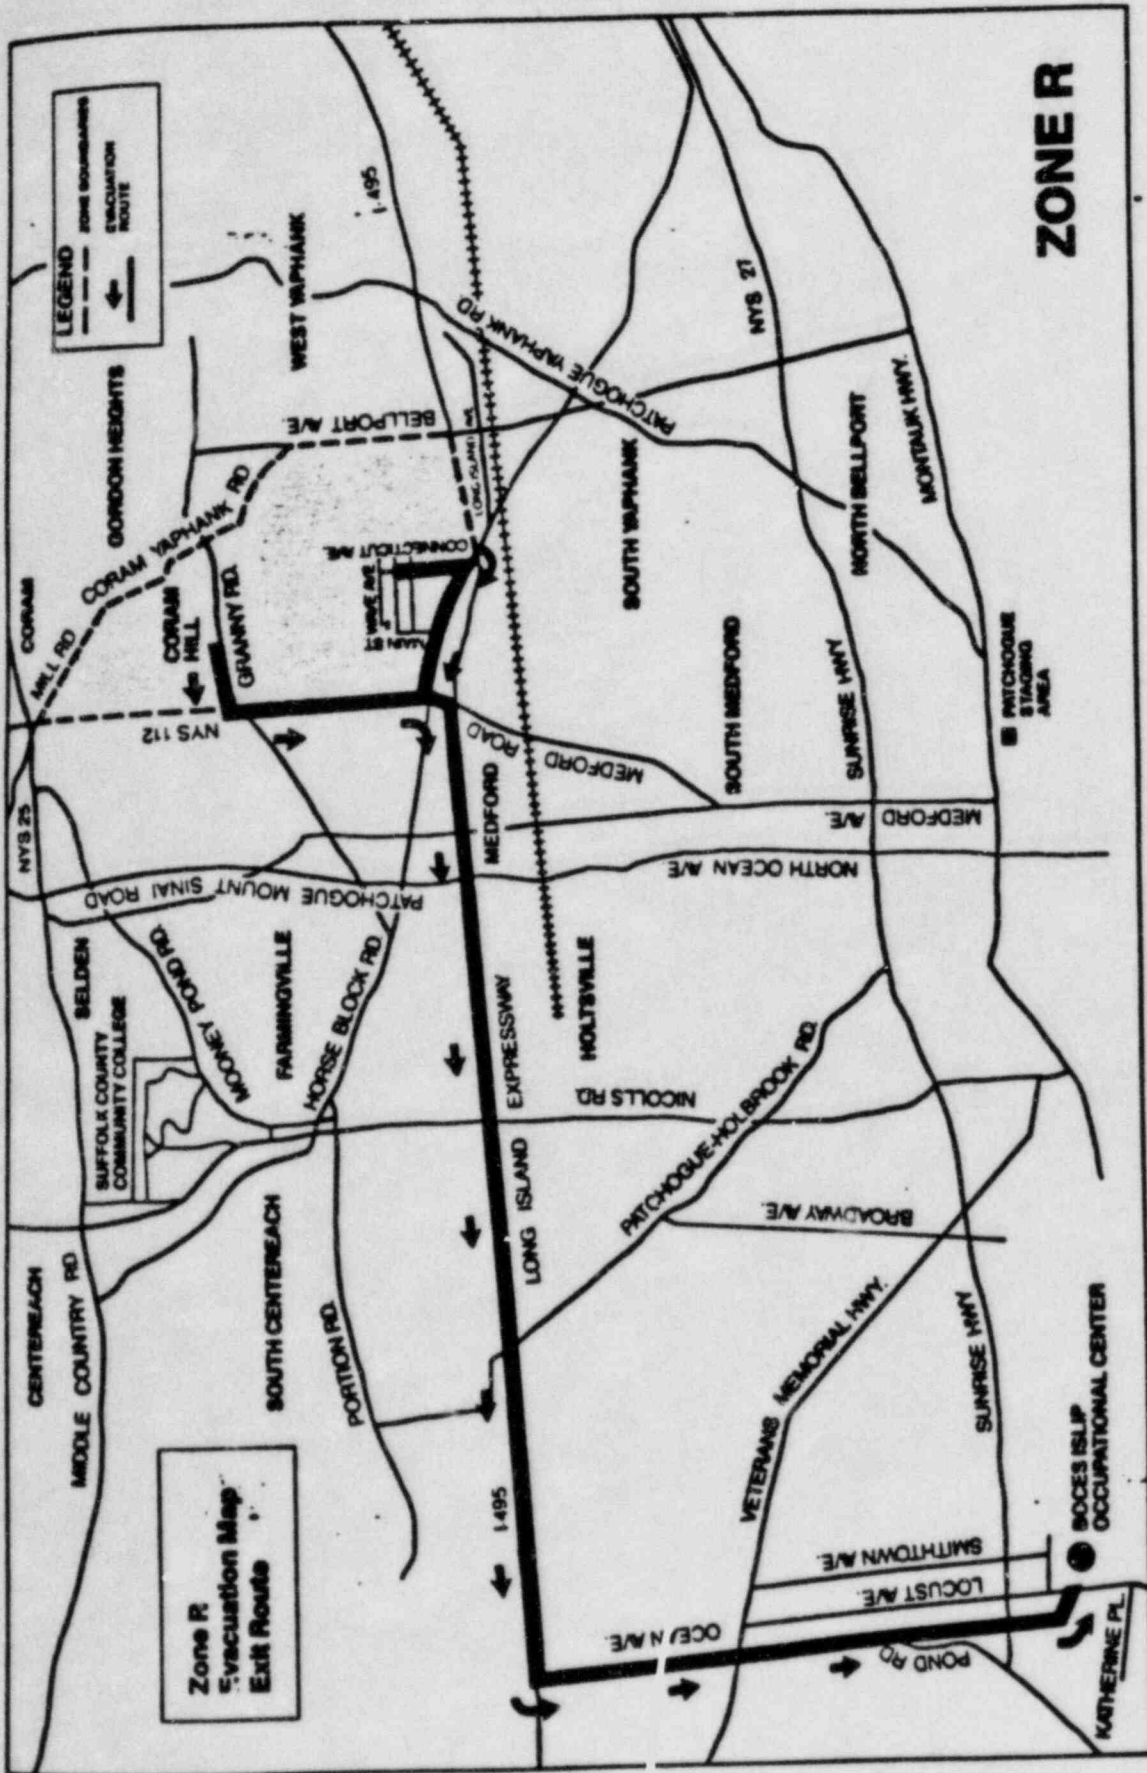 Zone R
Evacuation Map
Exit Route
LEGEND
ZONE BOUNDARIES
EVACUATION
ROUTE
CENTEREACH
MIDDLE COUNTRY RD
SUFFOLK COUNTY
COMMUNITY COLLEGE
SELDEN
NYS 25
CORAM
MILL RD
CORAM YAPHANK RD
GORDON HEIGHTS
CORAM
HILL
GRANNY RD.
NYS 112
PATCHOGUE MOUNT SINAI ROAD
MOONEY POND RD.
FARMINGVILLE
HORSE BLOCK RD
SOUTH CENTEREACH
PORTION RD.
WEST YAPHANK
BELLPORT AVE.
I-495
CONNECTICUT AVE.
WAVE AVE
MAIN ST.
LONG ISLAND AVE
PATCHOGUE YAPHANK RD
MEDFORD
MEDFORD
ROAD
I-495
LONG ISLAND
EXPRESSWAY
HOLTSVILLE
NICOLLS RD.
PATCHOGUE-HOLBROOK RD.
NORTH OCEAN AVE
SOUTH MEDFORD
MEDFORD AVE.
SOUTH YAPHANK
NYS 27
SUNRISE HWY
NORTH BELLPORT
MONTAUK HWY.
PATCHOGUE
STAGING
AREA
BROADWAY AVE.
VETERANS MEMORIAL HWY.
SUNRISE HWY
OCEAN AVE.
LOCUST AVE.
SMITHTOWN AVE.
POND RD
KATHERINE PL.
BOCES ISLIP
OCCUPATIONAL CENTER
ZONE R